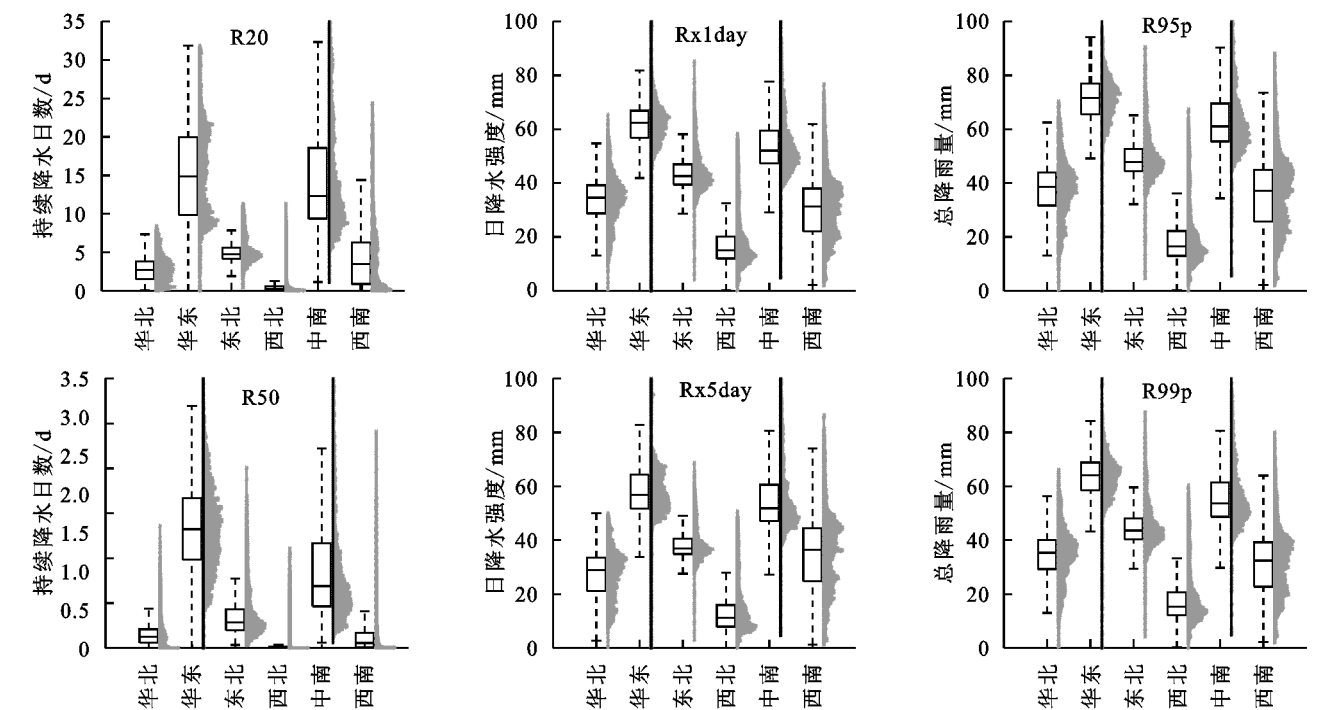 R20
持续降水日数/d
35
30
25
20
15
10
5
0
华北
华东
东北
西北
中南
西南
Rx1day
日降水强度/mm
100
80
60
40
20
0
华北
华东
东北
西北
中南
西南
R95p
总降雨量/mm
100
80
60
40
20
0
华北
华东
东北
西北
中南
西南
R50
持续降水日数/d
3.5
3.0
2.5
2.0
1.5
1.0
0.5
0
华北
华东
东北
西北
中南
西南
Rx5day
日降水强度/mm
100
80
60
40
20
0
华北
华东
东北
西北
中南
西南
R99p
总降雨量/mm
100
80
60
40
20
0
华北
华东
东北
西北
中南
西南